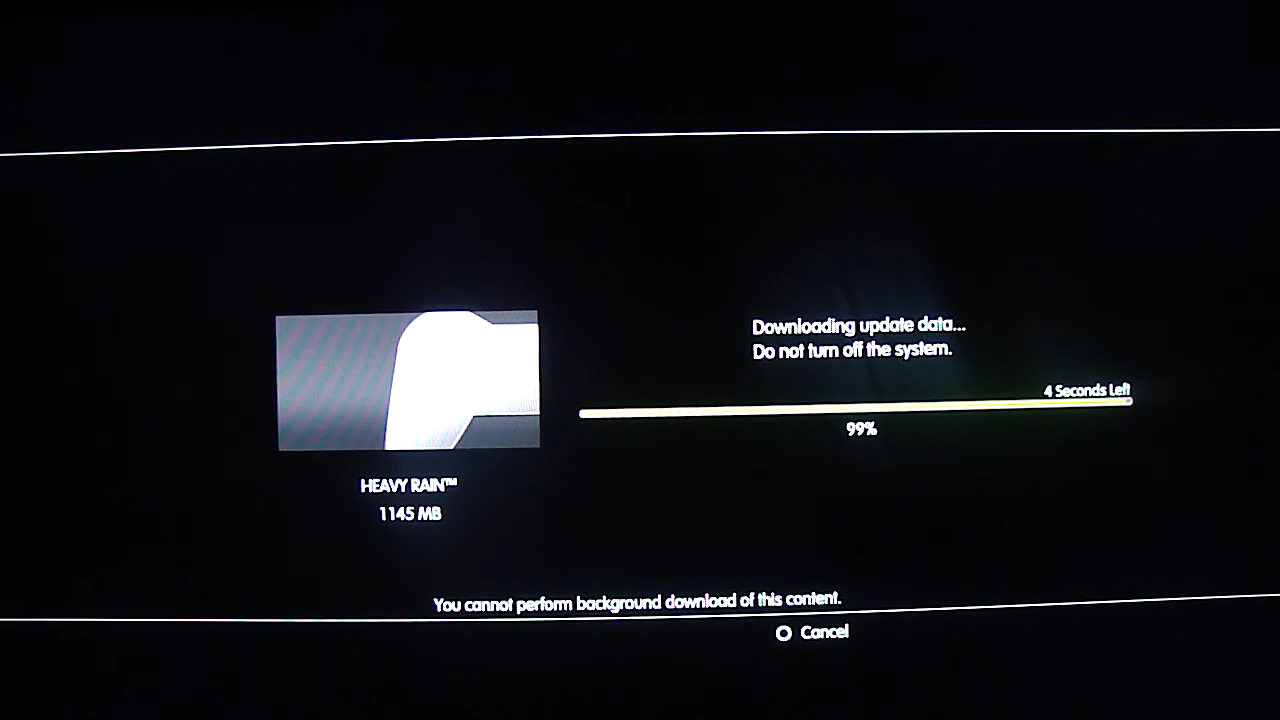 Downloading update data...
Do not turn off the system.
4 Seconds Left
99%
HEAVY RAIN™
1145 MB
You cannot perform background download of this content.
Cancel